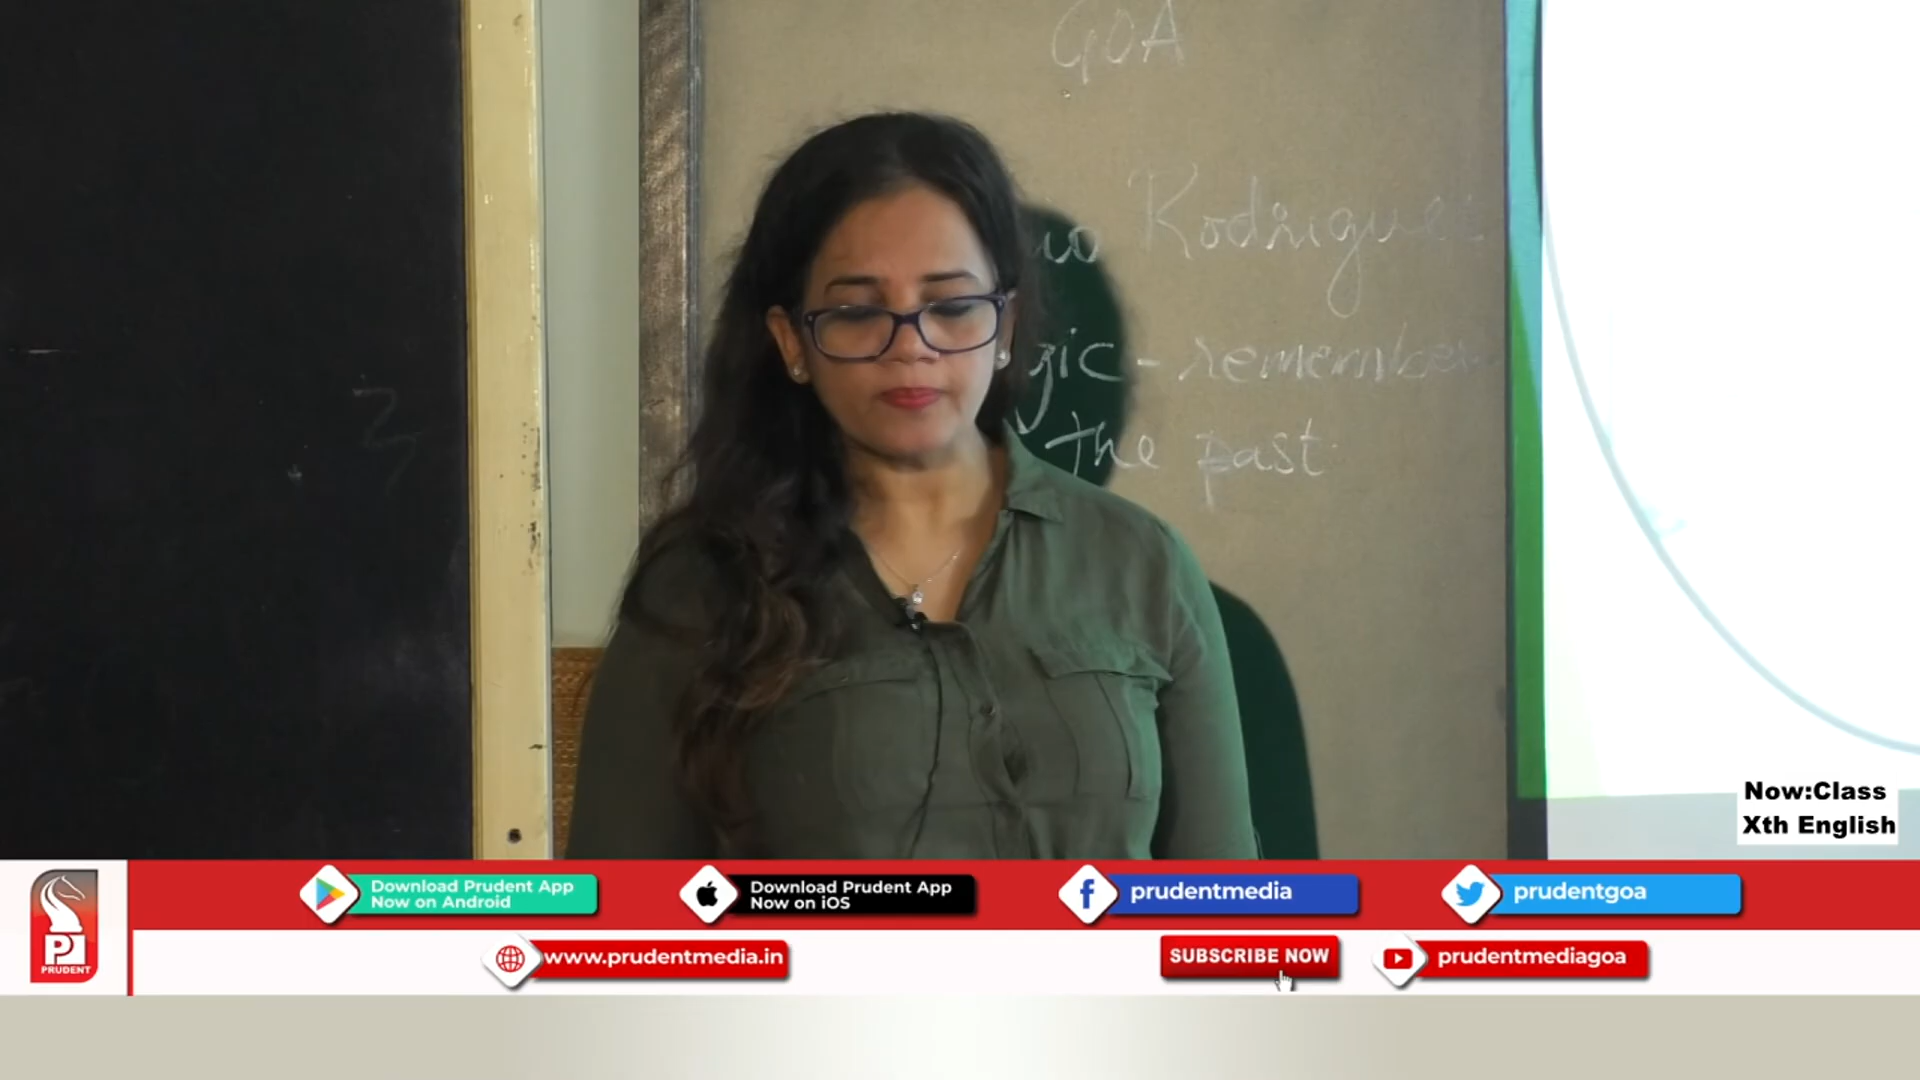 GOA
Rodrigues
gic - remember
the past
Now:Class
Xth English
Download Prudent App
Now on Android
Download Prudent App
Now on iOS
prudentmedia
prudentgoa
PRUDENT
www.prudentmedia.in
SUBSCRIBE NOW
prudentmediagoa